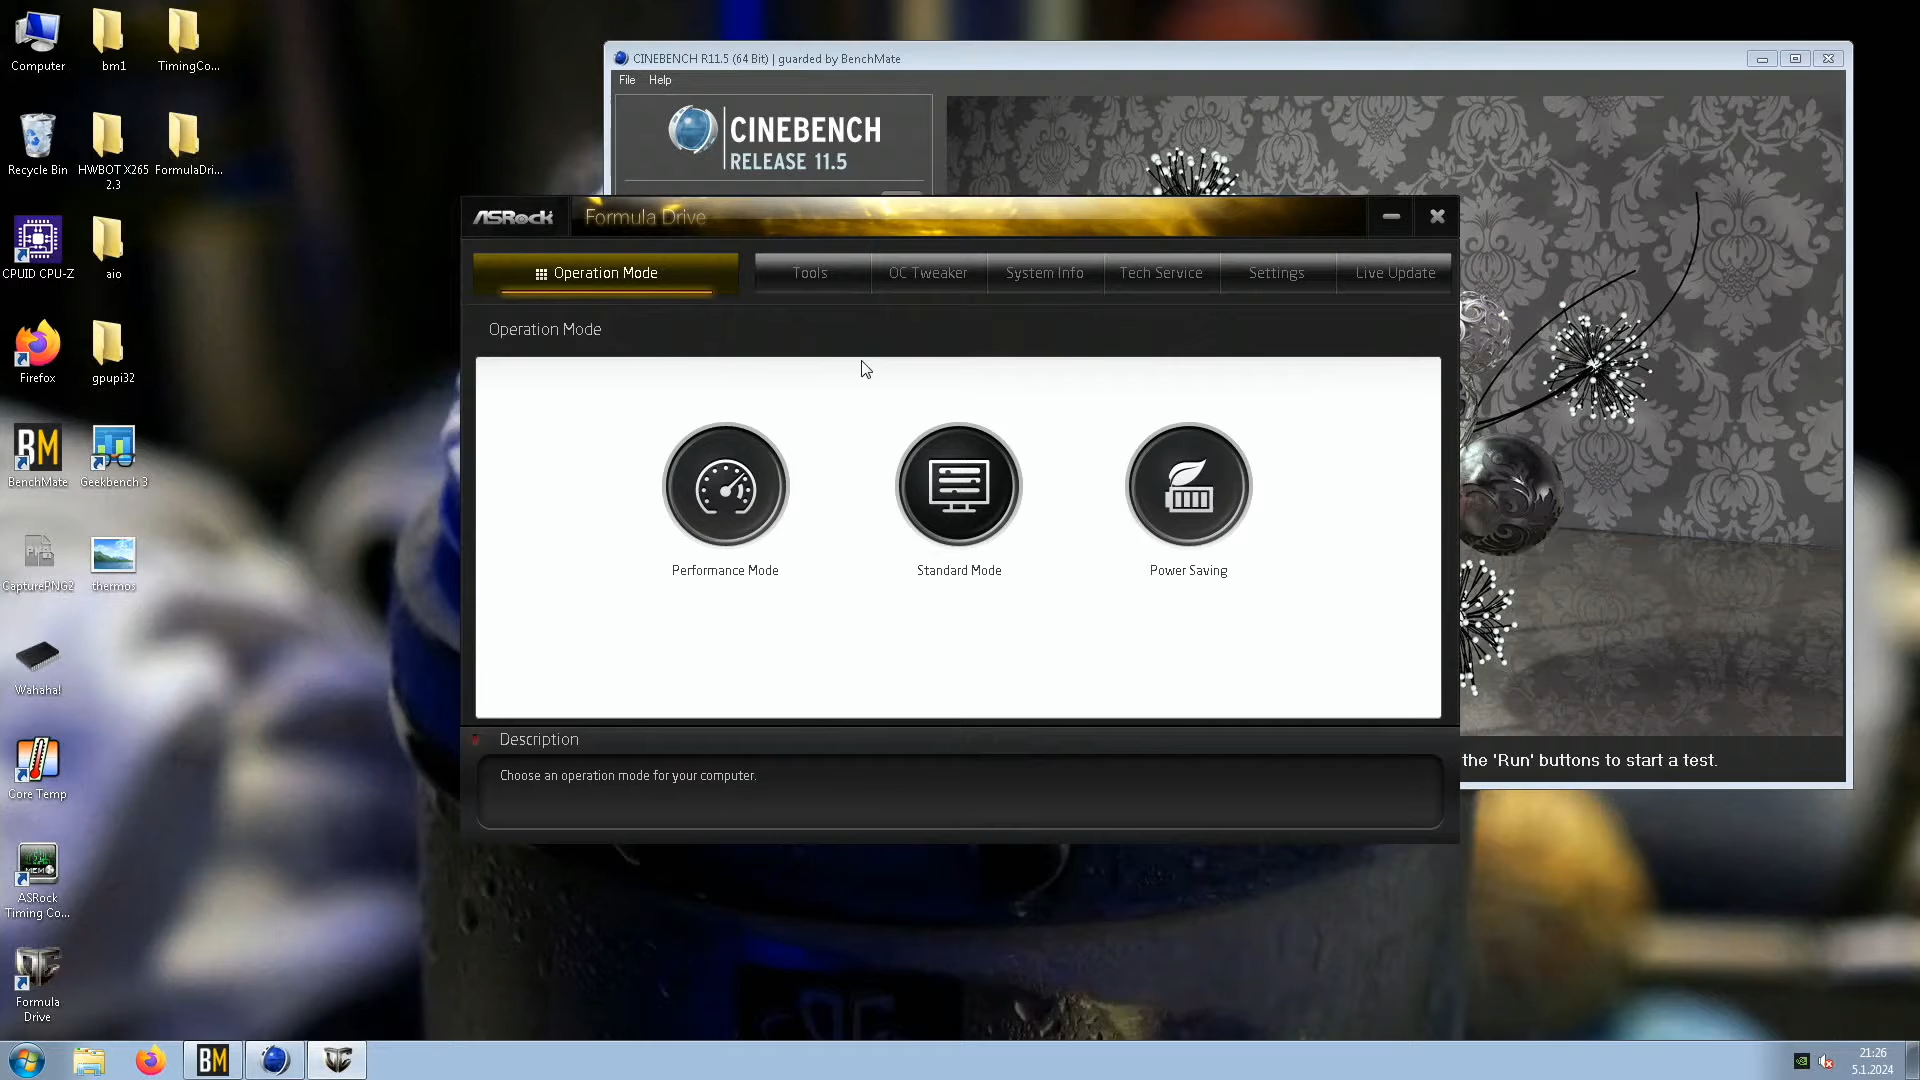 Computer
bm1
TimingCo...
Recycle Bin
HWBOT X265
2.3
FormulaDri...
CPUID CPU-Z
aio
Firefox
gpupi32
BM
BenchMate
Geekbench 3
PNG
CapturePNG2
thermos
Wahaha!
Core Temp
MEMO
ASRock
Timing Co...
Formula
Drive
CINEBENCH R11.5 (64 Bit) | guarded by BenchMate
File
Help
CINEBENCH
RELEASE 11.5
ASRock
Formula Drive
Operation Mode
Tools
OC Tweaker
System Info
Tech Service
Settings
Live Update
Operation Mode
Performance Mode
Standard Mode
Power Saving
Description
Choose an operation mode for your computer.
the 'Run' buttons to start a test.
BM
21:26
5.1.2024